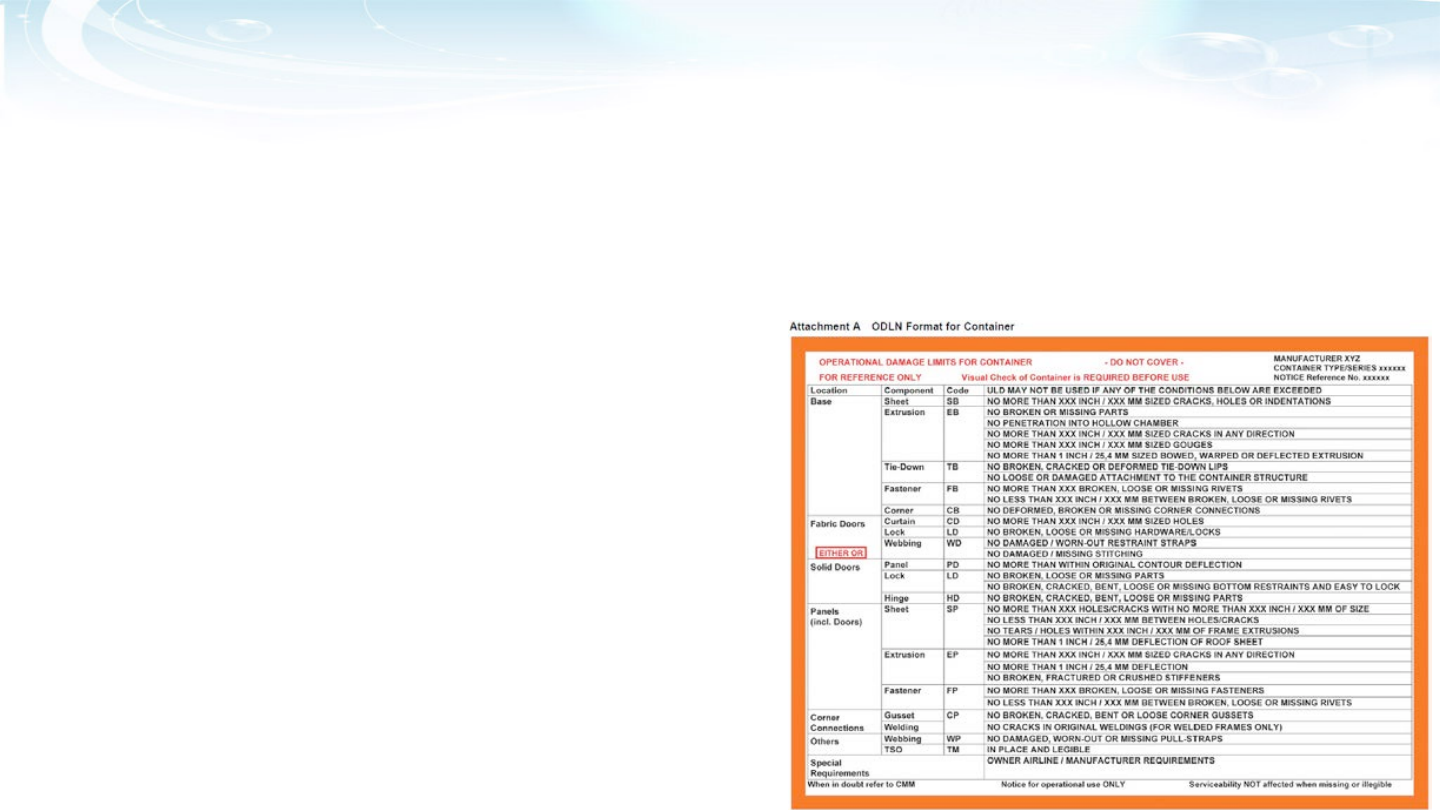 Attachment A ODLN Format for Container
OPERATIONAL DAMAGE LIMITS FOR CONTAINER - DO NOT COVER - MANUFACTURER XYZ
CONTAINER TYPE/SERIES xxxxxx
FOR REFERENCE ONLY Visual Check of Container is REQUIRED BEFORE USE NOTICE Reference No. xxxxxx
Location Component Code ULD MAY NOT BE USED IF ANY OF THE CONDITIONS BELOW ARE EXCEEDED
Base Sheet SB NO MORE THAN XXX INCH / XXX MM SIZED CRACKS, HOLES OR INDENTATIONS
Extrusion EB NO BROKEN OR MISSING PARTS
NO PENETRATION INTO HOLLOW CHAMBER
NO MORE THAN XXX INCH / XXX MM SIZED CRACKS IN ANY DIRECTION
NO MORE THAN XXX INCH / XXX MM SIZED GOUGES
NO MORE THAN 1 INCH / 25,4 MM SIZED BOWED, WARPED OR DEFLECTED EXTRUSION
Tie-Down TB NO BROKEN, CRACKED OR DEFORMED TIE-DOWN LIPS
NO LOOSE OR DAMAGED ATTACHMENT TO THE CONTAINER STRUCTURE
Fastener FB NO MORE THAN XXX BROKEN, LOOSE OR MISSING RIVETS
NO LESS THAN XXX INCH / XXX MM BETWEEN BROKEN, LOOSE OR MISSING RIVETS
Corner CB NO DEFORMED, BROKEN OR MISSING CORNER CONNECTIONS
Fabric Doors Curtain CD NO MORE THAN XXX INCH / XXX MM SIZED HOLES
Lock LD NO BROKEN, LOOSE OR MISSING HARDWARE/LOCKS
Webbing WD NO DAMAGED / WORN-OUT RESTRAINT STRAPS
EITHER OR NO DAMAGED / MISSING STITCHING
Solid Doors Panel PD NO MORE THAN WITHIN ORIGINAL CONTOUR DEFLECTION
Lock LD NO BROKEN, LOOSE OR MISSING PARTS
NO BROKEN, CRACKED, BENT, LOOSE OR MISSING BOTTOM RESTRAINTS AND EASY TO LOCK
Hinge HD NO BROKEN, CRACKED, BENT, LOOSE OR MISSING PARTS
Panels Sheet SP NO MORE THAN XXX HOLES/CRACKS WITH NO MORE THAN XXX INCH / XXX MM OF SIZE
(incl. Doors) NO LESS THAN XXX INCH / XXX MM BETWEEN HOLES/CRACKS
NO TEARS / HOLES WITHIN XXX INCH / XXX MM OF FRAME EXTRUSIONS
NO MORE THAN 1 INCH / 25,4 MM DEFLECTION OF ROOF SHEET
Extrusion EP NO MORE THAN XXX INCH / XXX MM SIZED CRACKS IN ANY DIRECTION
NO MORE THAN 1 INCH / 25,4 MM DEFLECTION
NO BROKEN, FRACTURED OR CRUSHED STIFFENERS
Fastener FP NO MORE THAN XXX BROKEN, LOOSE OR MISSING FASTENERS
NO LESS THAN XXX INCH / XXX MM BETWEEN BROKEN, LOOSE OR MISSING RIVETS
Corner Gusset CP NO BROKEN, CRACKED, BENT OR LOOSE CORNER GUSSETS
Connections Welding NO CRACKS IN ORIGINAL WELDINGS (FOR WELDED FRAMES ONLY)
Others Webbing WP NO DAMAGED, WORN-OUT OR MISSING PULL-STRAPS
TSO TM IN PLACE AND LEGIBLE
Special OWNER AIRLINE / MANUFACTURER REQUIREMENTS
Requirements
When in doubt refer to CMM Notice for operational use ONLY Serviceability NOT affected when missing or illegible